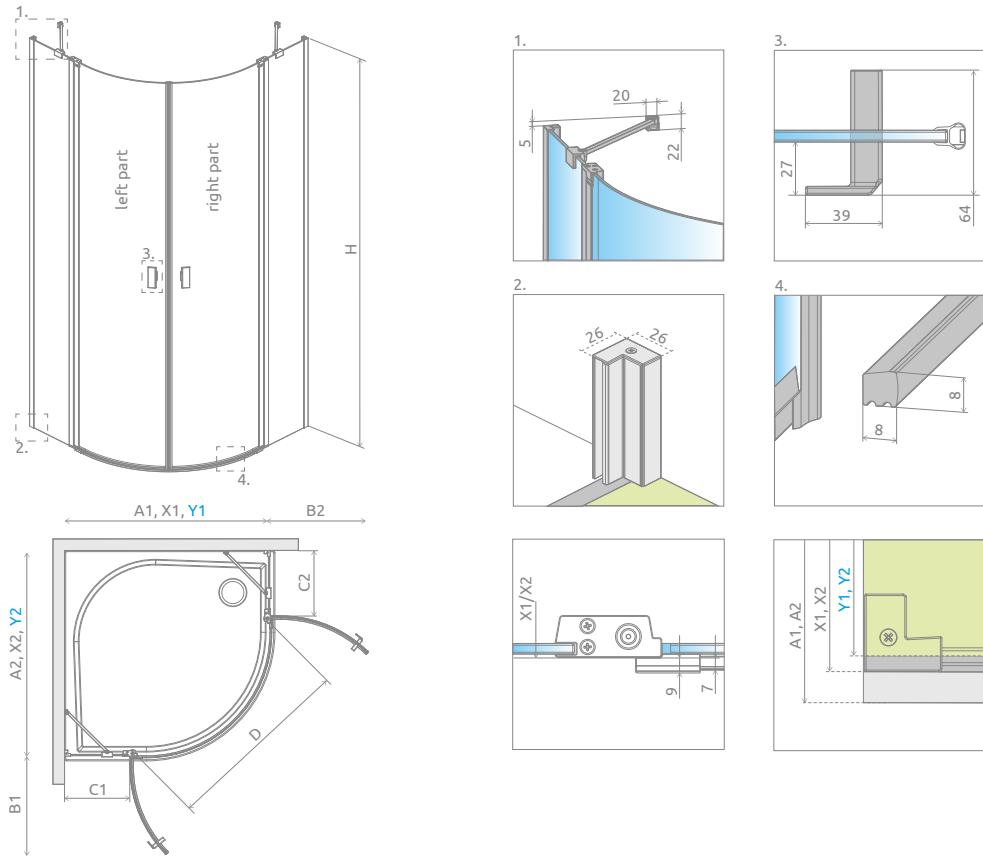 1.
left part
right part
3.
H
2.
4.
A1, X1, Y1
B2
A2, X2, Y2
C2
D
C1
B1
1.
20
5
22
3.
27
39
64
2.
26
26
4.
8
8
X1/X2
9
7
A1, A2
X1, X2
Y1, Y2